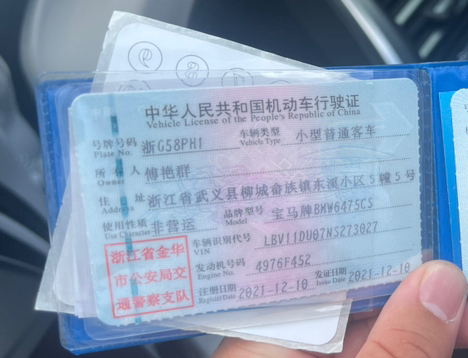 中华人民共和国机动车行驶证
Vehicle License of the People's Republic of China
号牌号码 浙G58PH1 车辆类型 小型普通客车
Plate No. Vehicle Type
所有人 傅艳群
Owner
住址 浙江省武义县柳城畲族镇东溪小区5幢5号
Address
使用性质 非营运 品牌型号 宝马牌BMW6475CS
Use Character Model
浙江省金华
市公安局交
通警察支队
车辆识别代号 LBV11DU07NS273027
VIN
发动机号码 4976F452
Engine No.
注册日期 2021-12-10 发证日期 2021-12-10
Register Date Issue Date